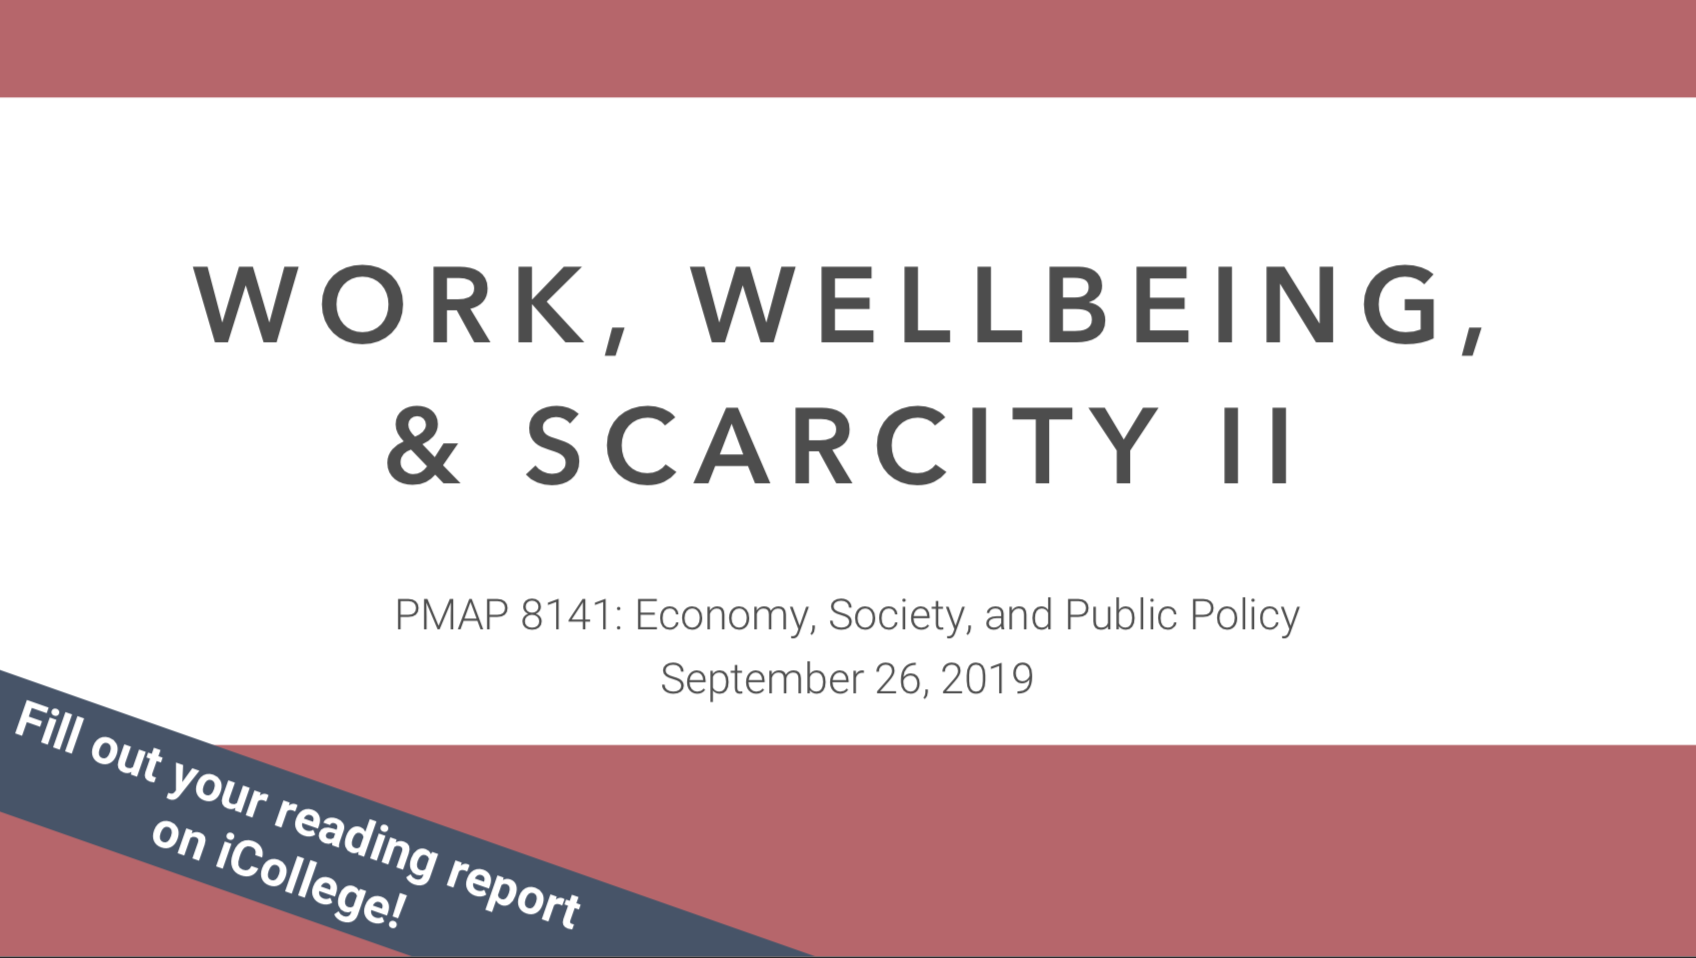 WORK, WELLBEING,
& SCARCITY II
PMAP 8141: Economy, Society, and Public Policy
September 26, 2019
Fill out your reading report
on iCollege!